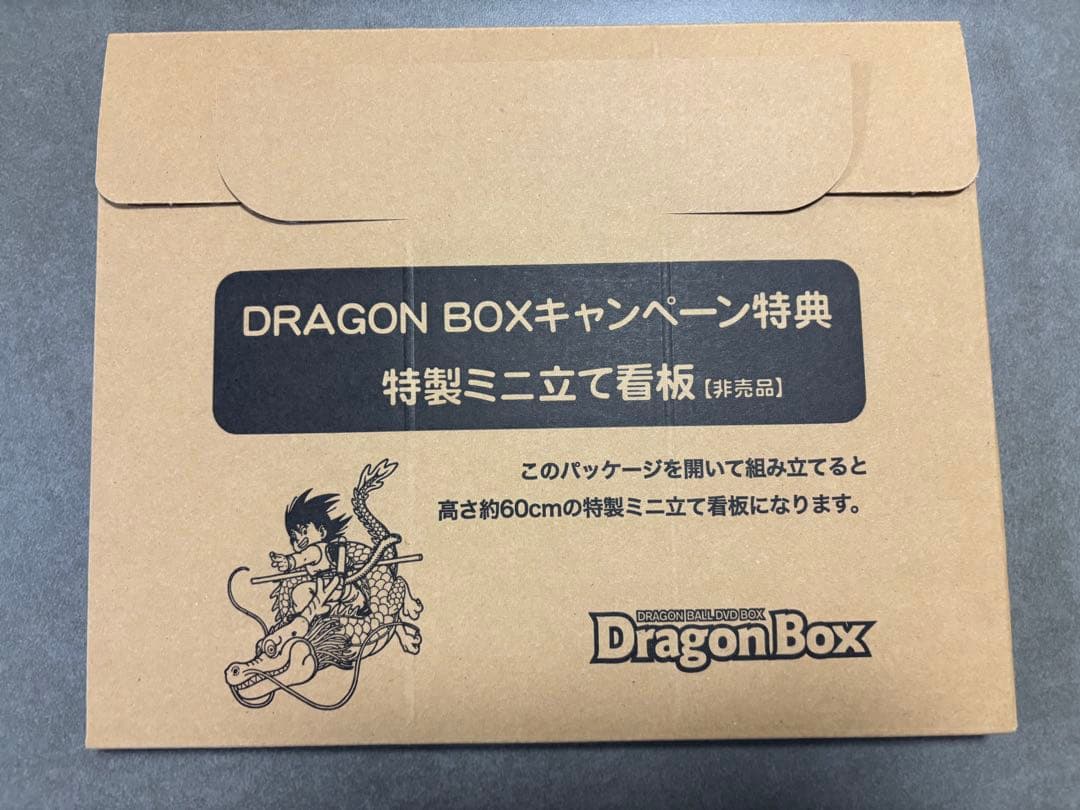 DRAGON BOXキャンペーン特典
特製ミニ立て看板【非売品】
このパッケージを開いて組み立てると
高さ約60cmの特製ミニ立て看板になります。
DRAGON BALL DVD BOX
DragonBox